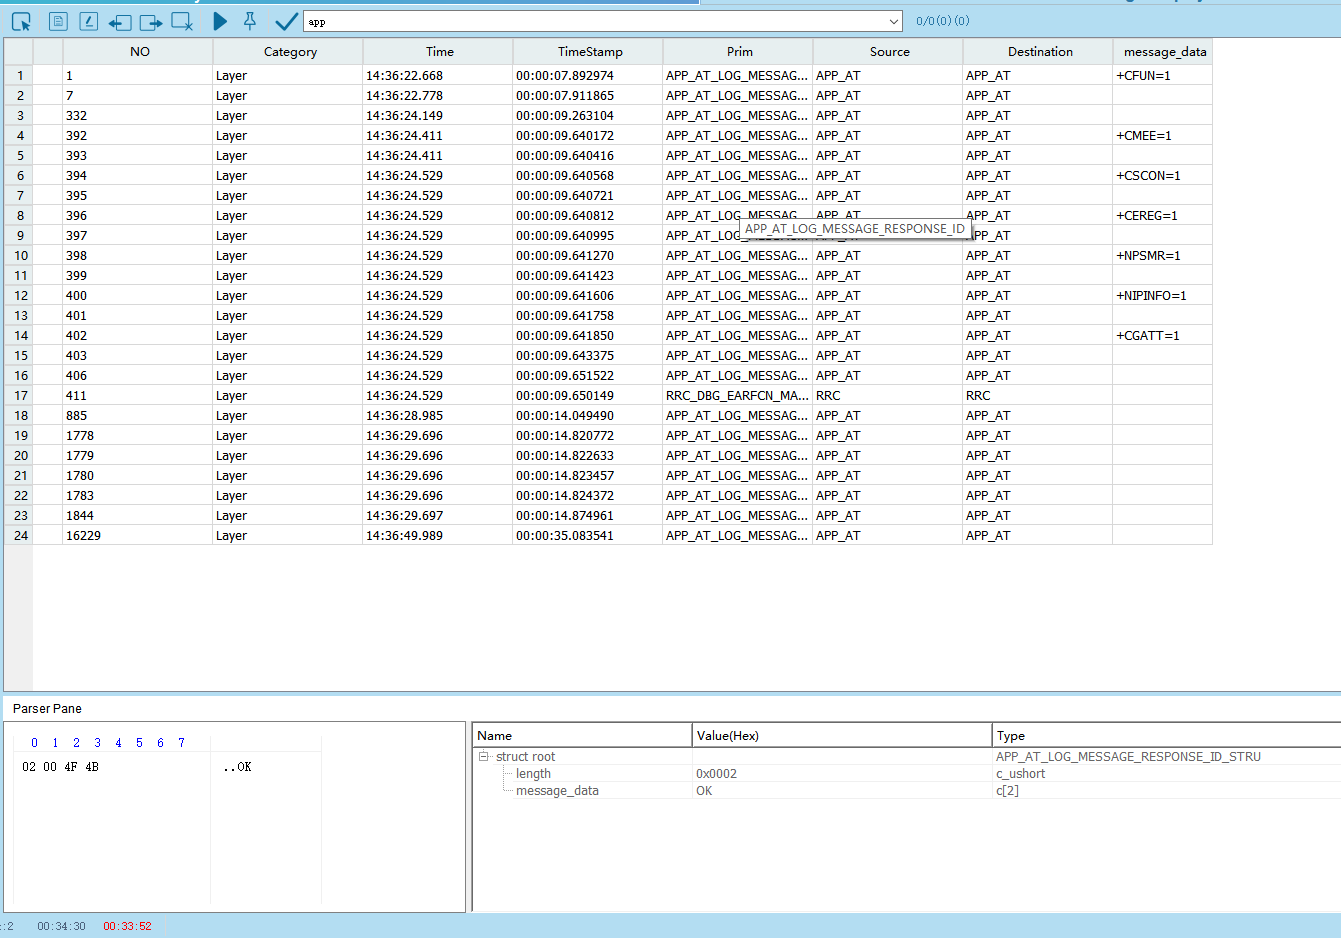 app 0/0(0)(0)
NO Category Time TimeStamp Prim Source Destination message_data
1 1 Layer 14:36:22.668 00:00:07.892974 APP_AT_LOG_MESSAG... APP_AT APP_AT +CFUN=1
2 7 Layer 14:36:22.778 00:00:07.911865 APP_AT_LOG_MESSAG... APP_AT APP_AT
3 332 Layer 14:36:24.149 00:00:09.263104 APP_AT_LOG_MESSAG... APP_AT APP_AT
4 392 Layer 14:36:24.411 00:00:09.640172 APP_AT_LOG_MESSAG... APP_AT APP_AT +CMEE=1
5 393 Layer 14:36:24.411 00:00:09.640416 APP_AT_LOG_MESSAG... APP_AT APP_AT
6 394 Layer 14:36:24.529 00:00:09.640568 APP_AT_LOG_MESSAG... APP_AT APP_AT +CSCON=1
7 395 Layer 14:36:24.529 00:00:09.640721 APP_AT_LOG_MESSAG... APP_AT APP_AT
8 396 Layer 14:36:24.529 00:00:09.640812 APP_AT_LOG_MESSAG... APP_AT APP_AT +CEREG=1
APP_AT_LOG_MESSAGE_RESPONSE_ID
9 397 Layer 14:36:24.529 00:00:09.640995
10 398 Layer 14:36:24.529 00:00:09.641270 APP_AT_LOG_MESSAG... APP_AT APP_AT +NPSMR=1
11 399 Layer 14:36:24.529 00:00:09.641423 APP_AT_LOG_MESSAG... APP_AT APP_AT
12 400 Layer 14:36:24.529 00:00:09.641606 APP_AT_LOG_MESSAG... APP_AT APP_AT +NIPINFO=1
13 401 Layer 14:36:24.529 00:00:09.641758 APP_AT_LOG_MESSAG... APP_AT APP_AT
14 402 Layer 14:36:24.529 00:00:09.641850 APP_AT_LOG_MESSAG... APP_AT APP_AT +CGATT=1
15 403 Layer 14:36:24.529 00:00:09.643375 APP_AT_LOG_MESSAG... APP_AT APP_AT
16 406 Layer 14:36:24.529 00:00:09.651522 APP_AT_LOG_MESSAG... APP_AT APP_AT
17 411 Layer 14:36:24.529 00:00:09.650149 RRC_DBG_EARFCN_MA... RRC RRC
18 885 Layer 14:36:28.985 00:00:14.049490 APP_AT_LOG_MESSAG... APP_AT APP_AT
19 1778 Layer 14:36:29.696 00:00:14.820772 APP_AT_LOG_MESSAG... APP_AT APP_AT
20 1779 Layer 14:36:29.696 00:00:14.822633 APP_AT_LOG_MESSAG... APP_AT APP_AT
21 1780 Layer 14:36:29.696 00:00:14.823457 APP_AT_LOG_MESSAG... APP_AT APP_AT
22 1783 Layer 14:36:29.696 00:00:14.824372 APP_AT_LOG_MESSAG... APP_AT APP_AT
23 1844 Layer 14:36:29.697 00:00:14.874961 APP_AT_LOG_MESSAG... APP_AT APP_AT
24 16229 Layer 14:36:49.989 00:00:35.083541 APP_AT_LOG_MESSAG... APP_AT APP_AT
Parser Pane
0 1 2 3 4 5 6 7
02 00 4F 4B ..OK
Name Value(Hex) Type
struct root APP_AT_LOG_MESSAGE_RESPONSE_ID_STRU
length 0x0002 c_ushort
message_data OK c[2]
:2 00:34:30 00:33:52